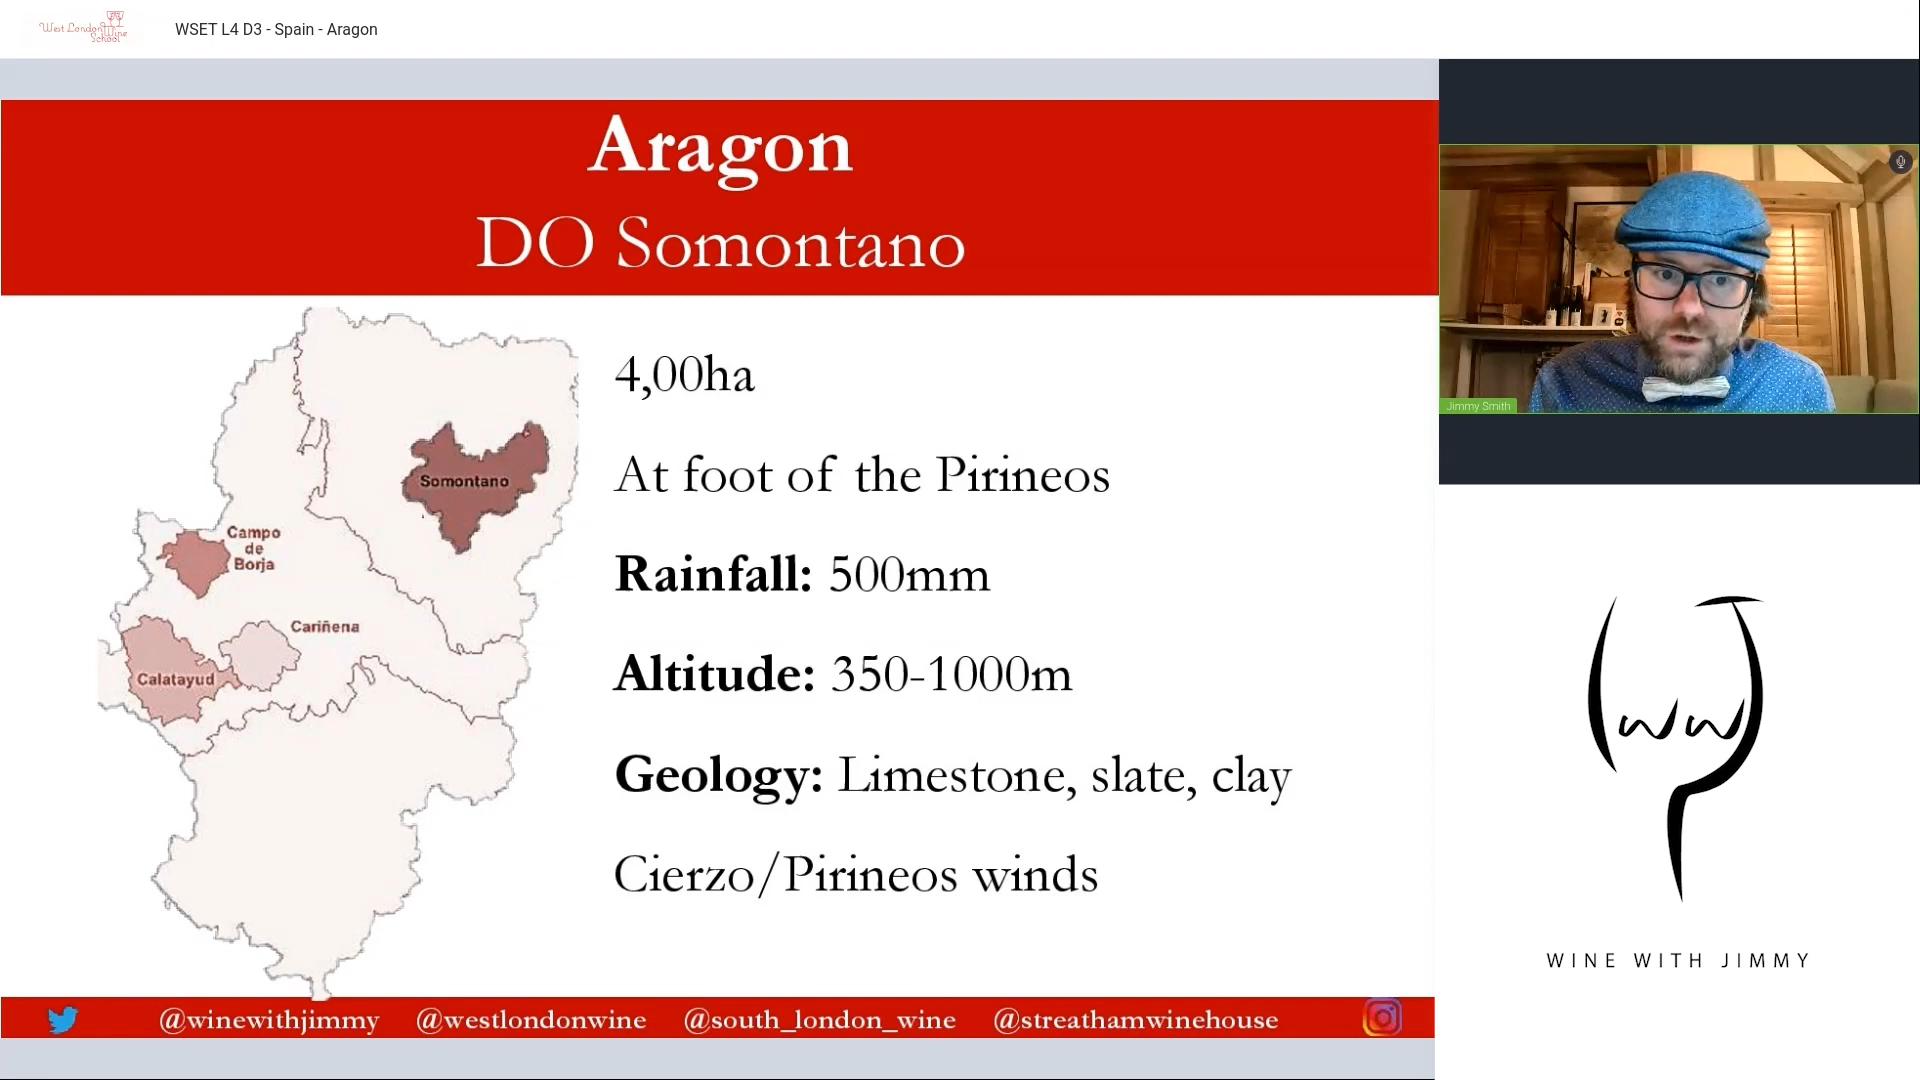 West London Wine School
WSET L4 D3 - Spain - Aragon
Aragon
DO Somontano
Somontano
Campo
de
Borja
Cariñena
Calatayud
4,00ha
At foot of the Pirineos
Rainfall: 500mm
Altitude: 350-1000m
Geology: Limestone, slate, clay
Cierzo/Pirineos winds
@winewithjimmy @westlondonwine @south_london_wine @streathamwinehouse
Jimmy Smith
WINE WITH JIMMY